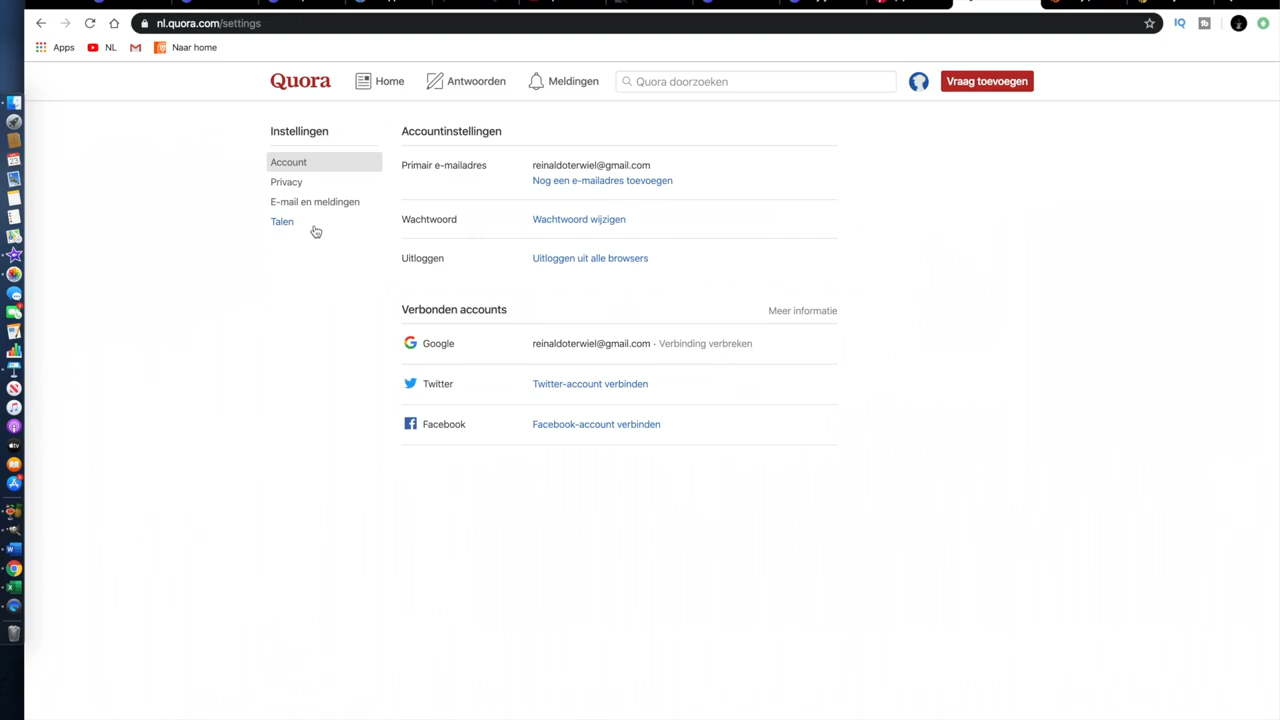 nl.quora.com/settings
Apps NL Naar home
Quora Home Antwoorden Meldingen Quora doorzoeken Vraag toevoegen
Instellingen
Account
Privacy
E-mail en meldingen
Talen
Accountinstellingen
Primair e-mailadres reinaldoterwiel@gmail.com
Nog een e-mailadres toevoegen
Wachtwoord Wachtwoord wijzigen
Uitloggen Uitloggen uit alle browsers
Verbonden accounts Meer informatie
Google reinaldoterwiel@gmail.com · Verbinding verbreken
Twitter Twitter-account verbinden
Facebook Facebook-account verbinden